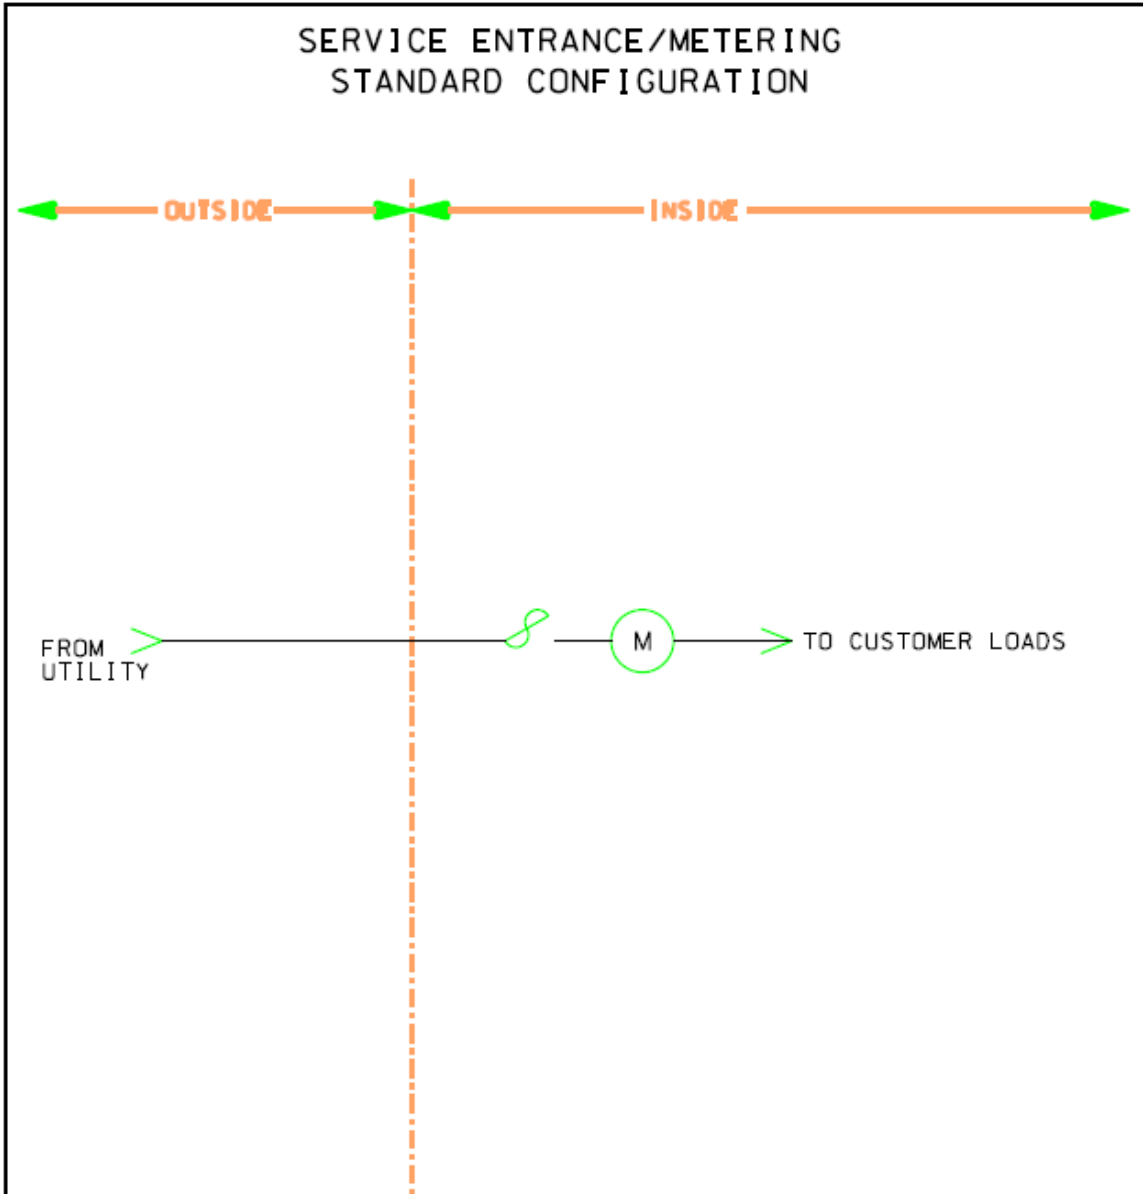 SERVICE ENTRANCE/METERING
STANDARD CONFIGURATION
OUTSIDE
INSIDE
FROM
UTILITY
M
TO CUSTOMER LOADS